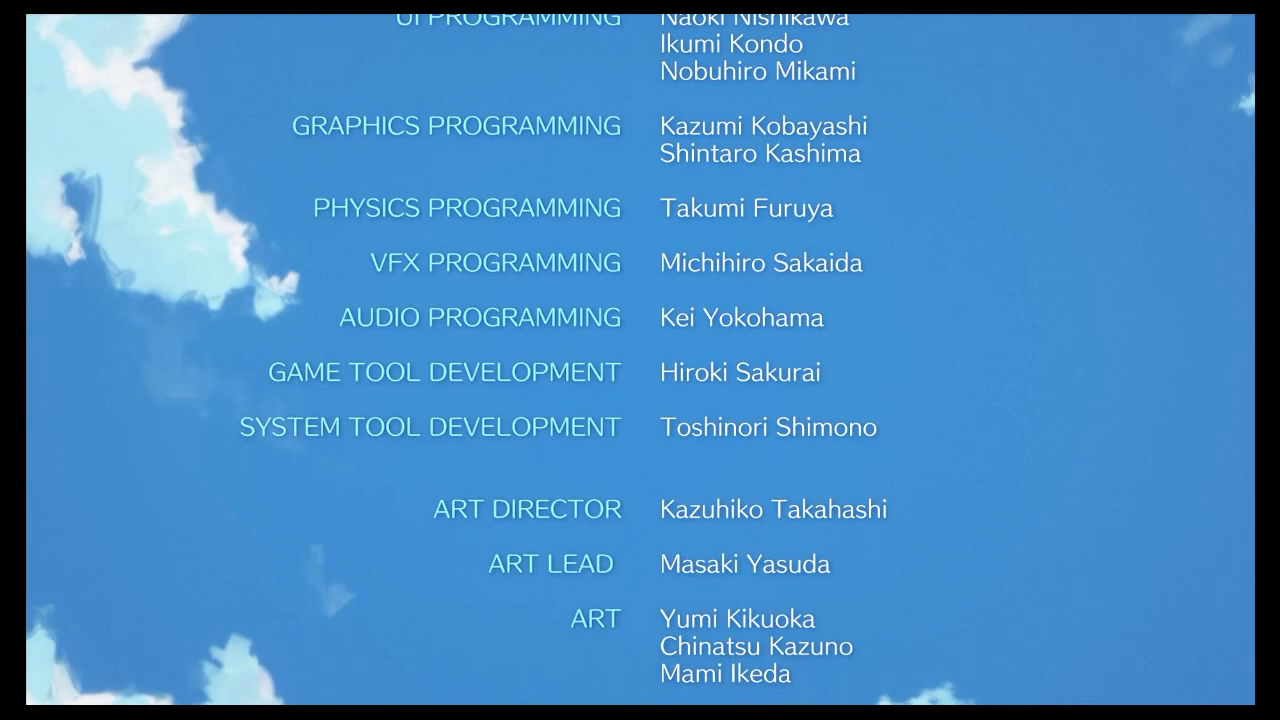 UI PROGRAMMING Naoki Nishikawa
Ikumi Kondo
Nobuhiro Mikami
GRAPHICS PROGRAMMING Kazumi Kobayashi
Shintaro Kashima
PHYSICS PROGRAMMING Takumi Furuya
VFX PROGRAMMING Michihiro Sakaida
AUDIO PROGRAMMING Kei Yokohama
GAME TOOL DEVELOPMENT Hiroki Sakurai
SYSTEM TOOL DEVELOPMENT Toshinori Shimono
ART DIRECTOR Kazuhiko Takahashi
ART LEAD Masaki Yasuda
ART Yumi Kikuoka
Chinatsu Kazuno
Mami Ikeda